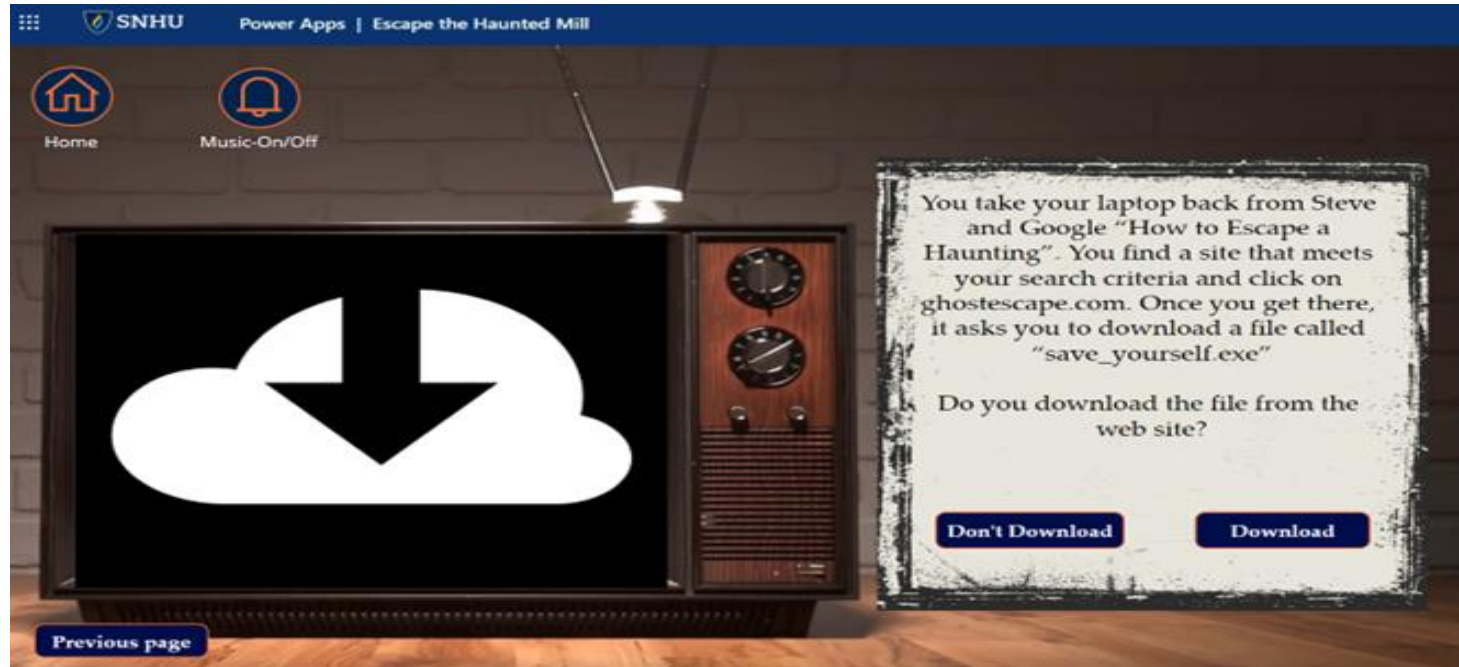 SNHU Power Apps | Escape the Haunted Mill
Home Music-On/Off
You take your laptop back from Steve
and Google “How to Escape a
Haunting”. You find a site that meets
your search criteria and click on
ghostescape.com. Once you get there,
it asks you to download a file called
“save_yourself.exe”
Do you download the file from the
web site?
Don't Download Download
Previous page